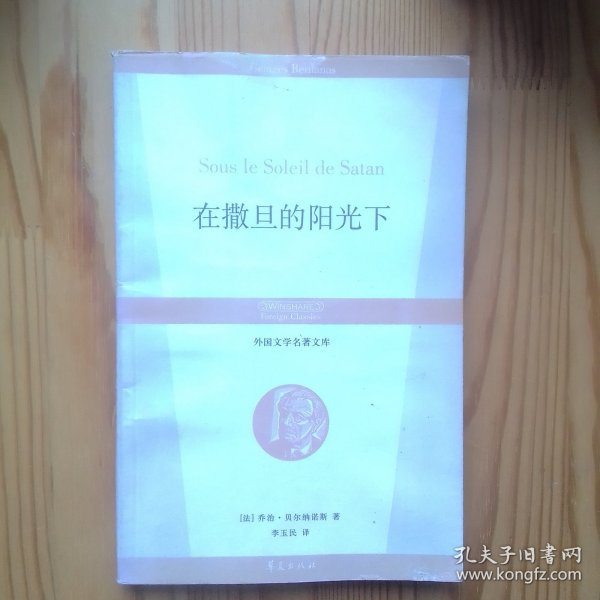 Georges Bernanos
Sous le Soleil de Satan
在撒旦的阳光下
WINSHARE
Foreign Classics
外国文学名著文库
[法] 乔治·贝尔纳诺斯 著
李玉民 译
华夏出版社
孔夫子旧书网
www.kongfz.com